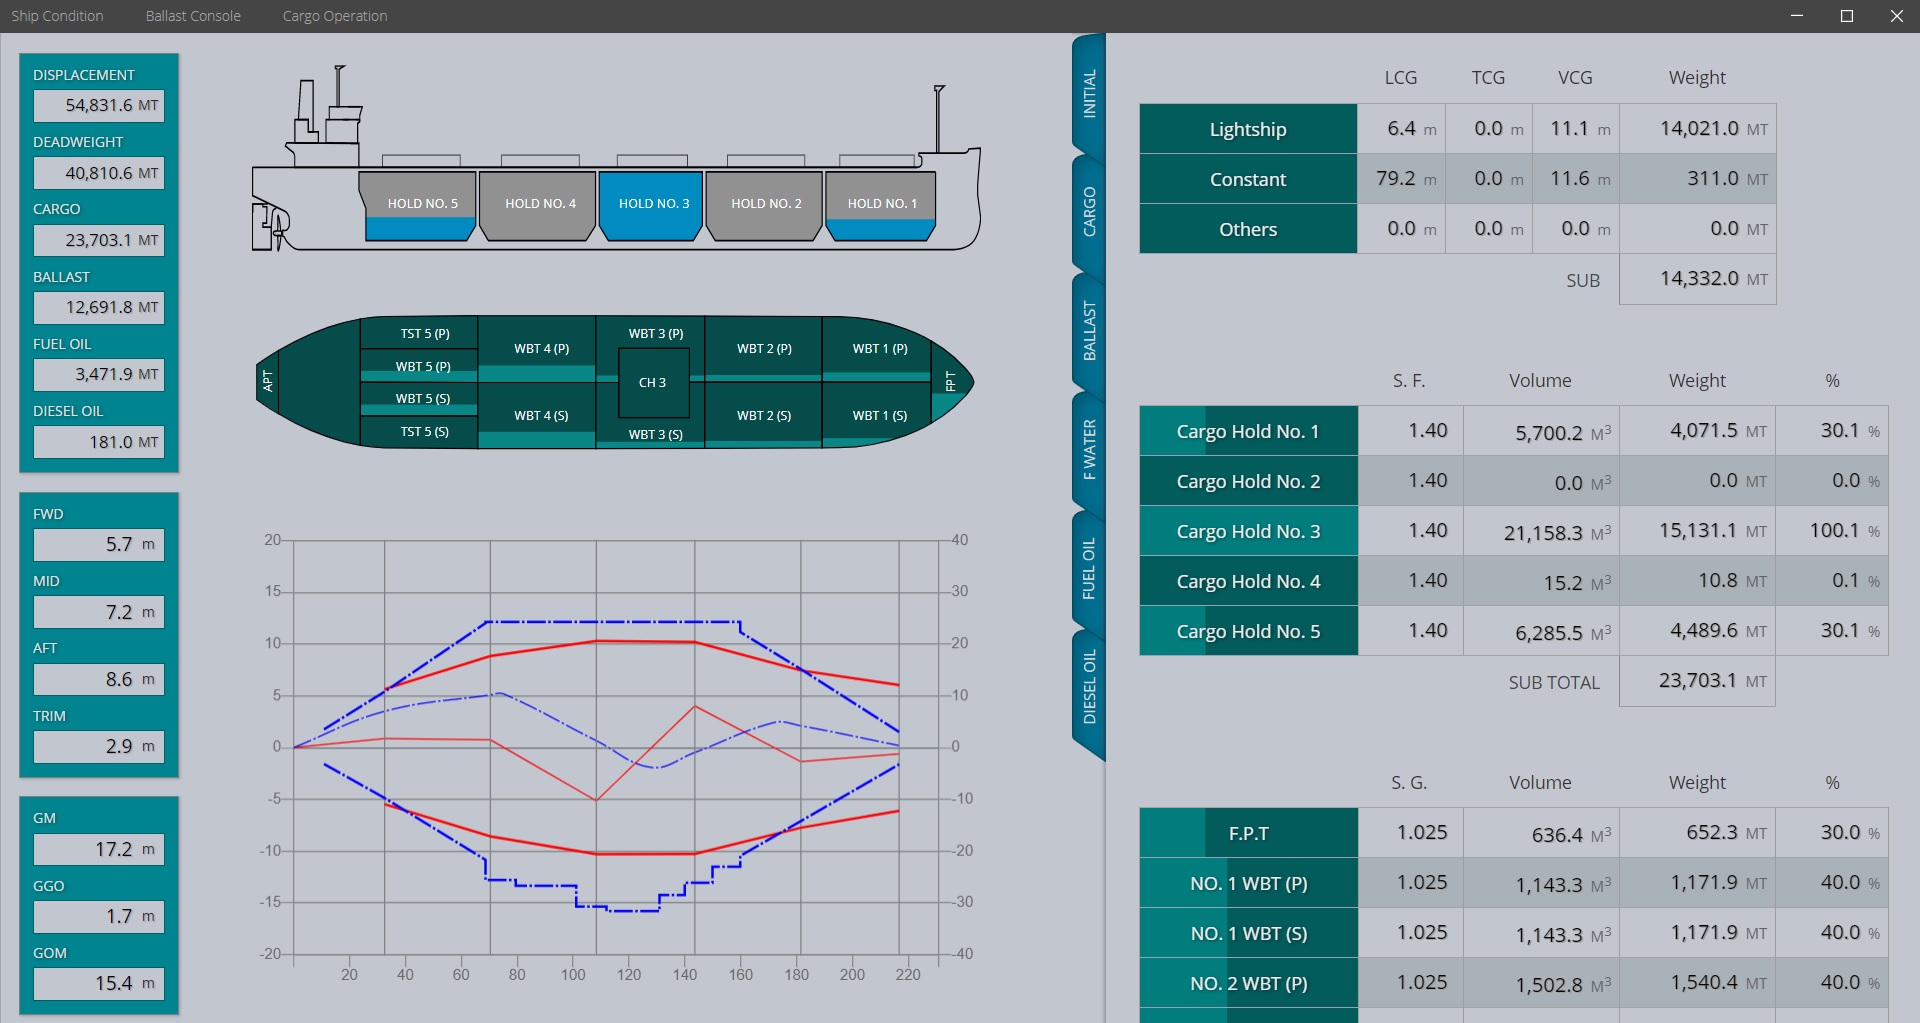 Ship Condition Ballast Console Cargo Operation
DISPLACEMENT
54,831.6 MT
DEADWEIGHT
40,810.6 MT
CARGO
23,703.1 MT
BALLAST
12,691.8 MT
FUEL OIL
3,471.9 MT
DIESEL OIL
181.0 MT
FWD
5.7 m
MID
7.2 m
AFT
8.6 m
TRIM
2.9 m
GM
17.2 m
GGO
1.7 m
GOM
15.4 m
HOLD NO. 5 HOLD NO. 4 HOLD NO. 3 HOLD NO. 2 HOLD NO. 1
APT
TST 5 (P)
WBT 5 (P)
WBT 5 (S)
TST 5 (S)
WBT 4 (P)
WBT 4 (S)
WBT 3 (P)
CH 3
WBT 3 (S)
WBT 2 (P)
WBT 2 (S)
WBT 1 (P)
WBT 1 (S)
FPT
20 40
15 30
10 20
5 10
0 0
-5 -10
-10 -20
-15 -30
-20 -40
20 40 60 80 100 120 140 160 180 200 220
INITIAL
CARGO
BALLAST
F WATER
FUEL OIL
DIESEL OIL
LCG TCG VCG Weight
Lightship 6.4 m 0.0 m 11.1 m 14,021.0 MT
Constant 79.2 m 0.0 m 11.6 m 311.0 MT
Others 0.0 m 0.0 m 0.0 m 0.0 MT
SUB 14,332.0 MT
S. F. Volume Weight %
Cargo Hold No. 1 1.40 5,700.2 M³ 4,071.5 MT 30.1 %
Cargo Hold No. 2 1.40 0.0 M³ 0.0 MT 0.0 %
Cargo Hold No. 3 1.40 21,158.3 M³ 15,131.1 MT 100.1 %
Cargo Hold No. 4 1.40 15.2 M³ 10.8 MT 0.1 %
Cargo Hold No. 5 1.40 6,285.5 M³ 4,489.6 MT 30.1 %
SUB TOTAL 23,703.1 MT
S. G. Volume Weight %
F.P.T 1.025 636.4 M³ 652.3 MT 30.0 %
NO. 1 WBT (P) 1.025 1,143.3 M³ 1,171.9 MT 40.0 %
NO. 1 WBT (S) 1.025 1,143.3 M³ 1,171.9 MT 40.0 %
NO. 2 WBT (P) 1.025 1,502.8 M³ 1,540.4 MT 40.0 %